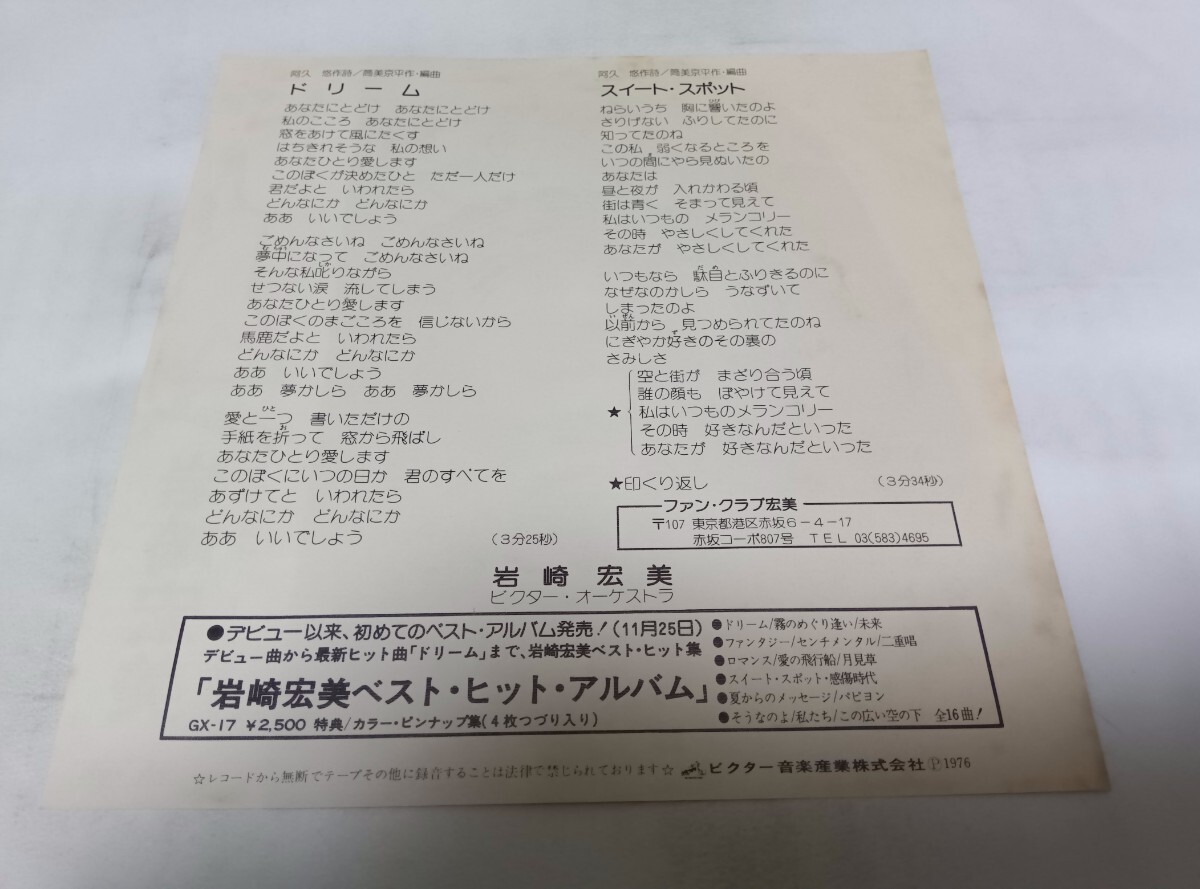 阿久 悠作詩/筒美京平作・編曲
ドリーム
あなたにとどけ あなたにとどけ
私のこころ あなたにとどけ
窓をあけて風にたくす
はちきれそうな 私の想い
あなたひとり愛します
このぼくが決めたひと ただ一人だけ
君だよと いわれたら
どんなにか どんなにか
ああ いいでしょう
ごめんなさいね ごめんなさいね
夢中になって ごめんなさいね
そんな私叱りながら
せつない涙 流してしまう
あなたひとり愛します
このぼくのまごころを 信じないから
馬鹿だよと いわれたら
どんなにか どんなにか
ああ いいでしょう
ああ 夢かしら ああ 夢かしら
愛と一つ 書いただけの
手紙を折って 窓から飛ばし
あなたひとり愛します
このぼくにいつの日か 君のすべてを
あずけてと いわれたら
どんなにか どんなにか
ああ いいでしょう
(3分25秒)
阿久 悠作詩/筒美京平作・編曲
スイート・スポット
ねらいうち 胸に響いたのよ
さりげない ふりしてたのに
知ってたのね
この私 弱くなるところを
いつの間にやら見ぬいたの
あなたは
昼と夜が 入れかわる頃
街は青く そまって見えて
私はいつもの メランコリー
その時 やさしくしてくれた
あなたが やさしくしてくれた
いつもなら 駄目とふりきるのに
なぜなのかしら うなずいて
しまったのよ
以前から 見つめられてたのね
にぎやか好きのその裏の
さみしさ
空と街が まざり合う頃
誰の顔も ぼやけて見えて
★私はいつものメランコリー
その時 好きなんだといった
あなたが 好きなんだといった
★印くり返し (3分34秒)
ファン・クラブ宏美
〒107 東京都港区赤坂6-4-17
赤坂コーポ807号 TEL 03(583)4695
岩崎宏美
ビクター・オーケストラ
●デビュー以来、初めてのベスト・アルバム発売!(11月25日)
デビュー曲から最新ヒット曲「ドリーム」まで、岩崎宏美ベスト・ヒット集
「岩崎宏美ベスト・ヒット・アルバム」
GX-17 ¥2,500 特典/カラー・ピンナップ集(4枚つづり入り)
●ドリーム/霧のめぐり逢い/未来
●ファンタジー/センチメンタル/二重唱
●ロマンス/愛の飛行船/月見草
●スイート・スポット・感傷時代
●夏からのメッセージ/パピヨン
●そうなのよ/私たち/この広い空の下 全16曲!
☆レコードから無断でテープその他に録音することは法律で禁じられております☆ ビクター音楽産業株式会社Ⓟ1976